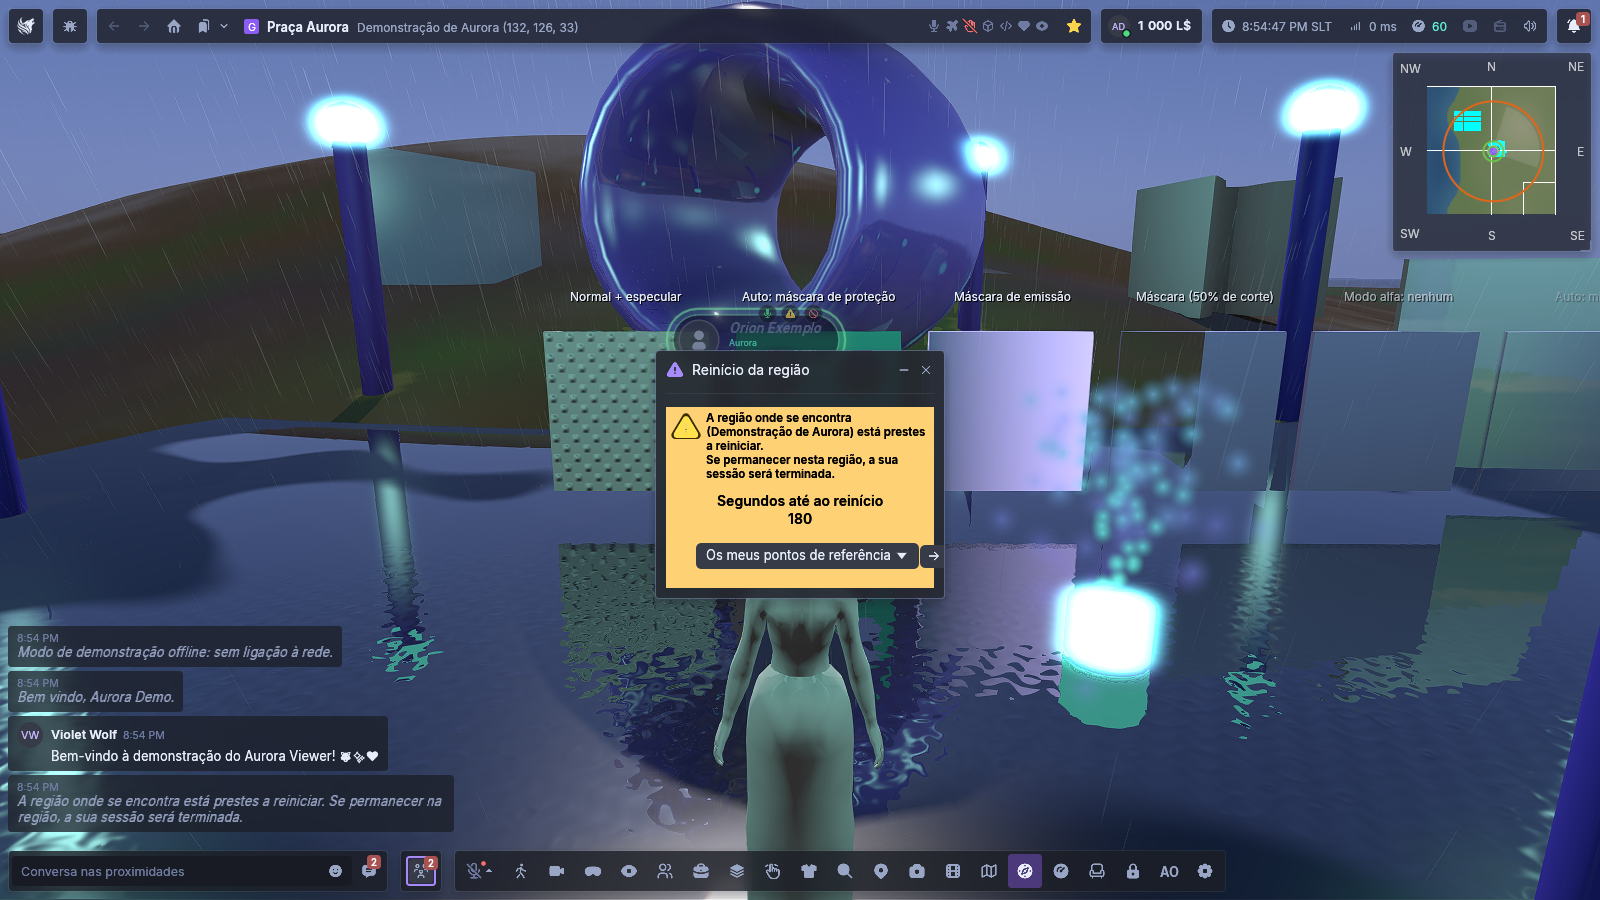 G Praça Aurora Demonstração de Aurora (132, 126, 33)
AD 1 000 L$
8:54:47 PM SLT 0 ms 60
1
NW N NE
W E
SW S SE
Normal + especular
Auto: máscara de proteção
Máscara de emissão
Máscara (50% de corte)
Modo alfa: nenhum
Auto: m
Orion Exemplo
Aurora
Reinício da região
A região onde se encontra
(Demonstração de Aurora) está prestes
a reiniciar.
Se permanecer nesta região, a sua
sessão será terminada.
Segundos até ao reinício
180
Os meus pontos de referência
8:54 PM
Modo de demonstração offline: sem ligação à rede.
8:54 PM
Bem vindo, Aurora Demo.
VW Violet Wolf 8:54 PM
Bem-vindo à demonstração do Aurora Viewer!
8:54 PM
A região onde se encontra está prestes a reiniciar. Se permanecer na
região, a sua sessão será terminada.
Conversa nas proximidades
2
2
AO